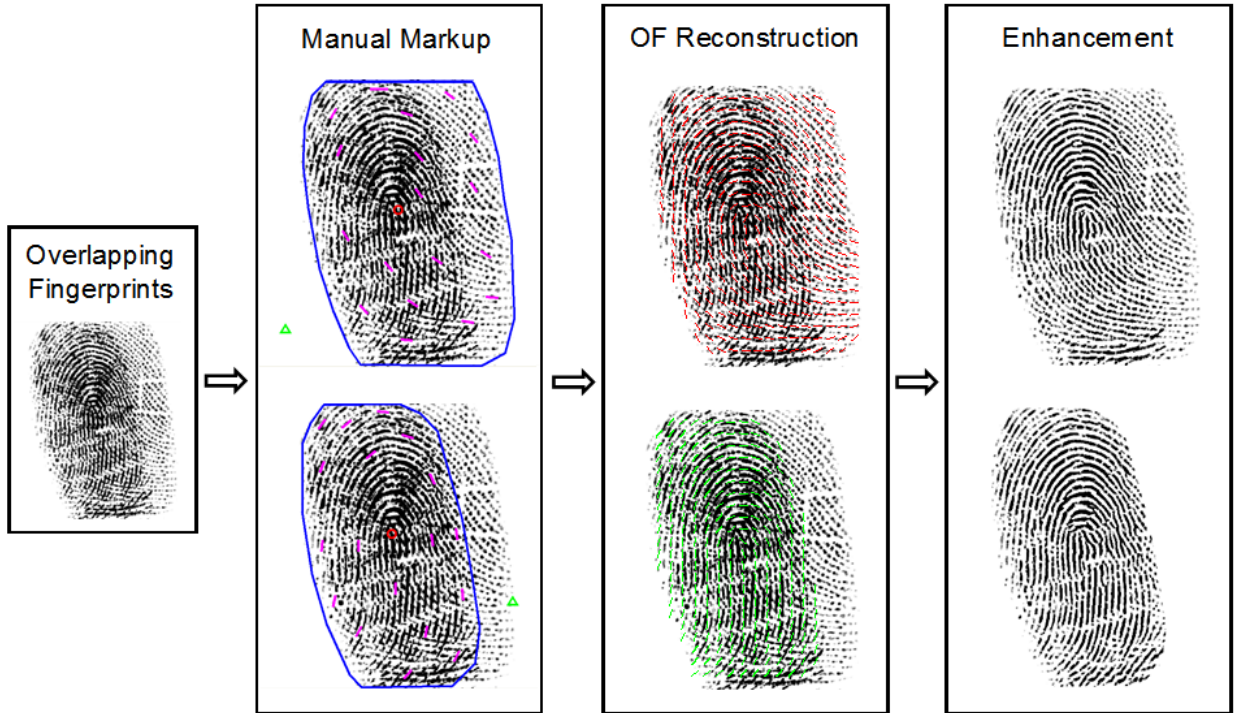 Overlapping
Fingerprints
Manual Markup
OF Reconstruction
Enhancement